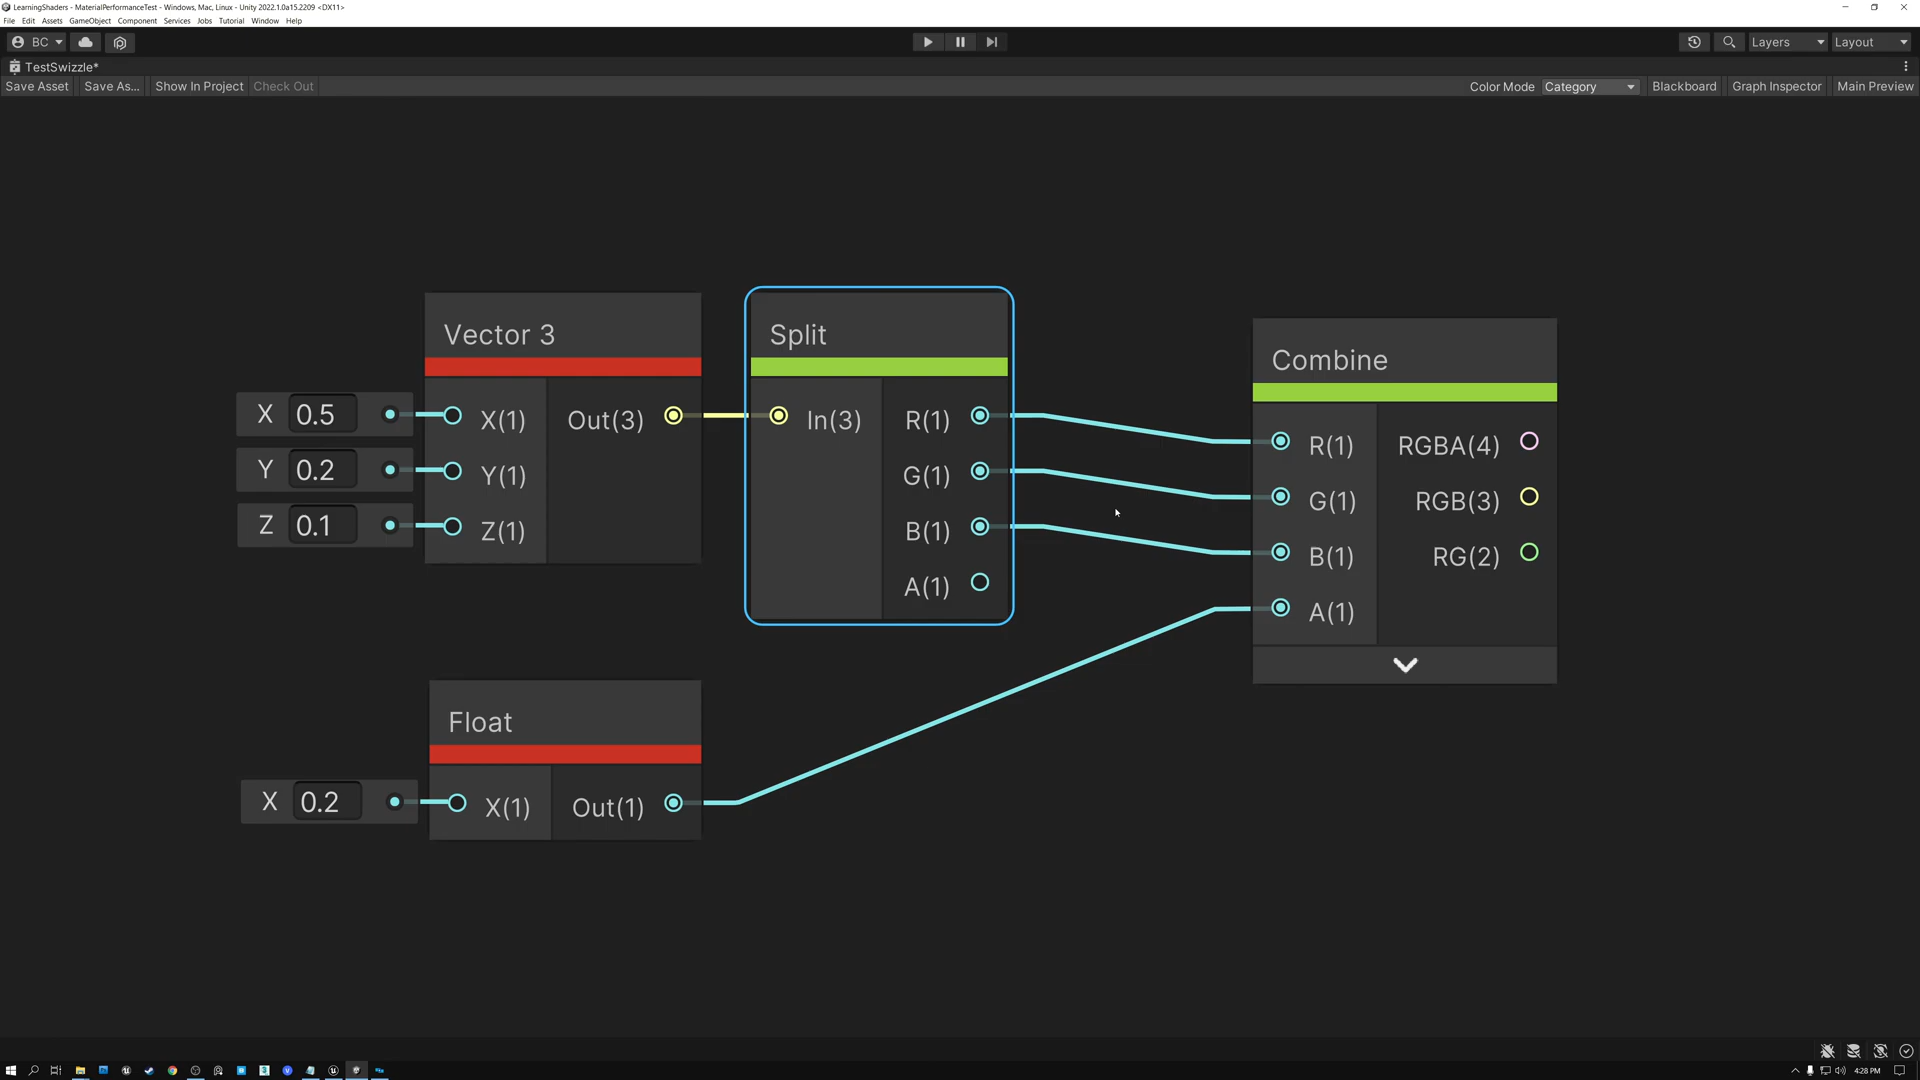 LearningShaders - MaterialPerformanceTest - Windows, Mac, Linux - Unity 2022.1.0a15.2209 <DX11>
File Edit Assets GameObject Component Services Jobs Tutorial Window Help
BC Layers Layout
TestSwizzle*
Save Asset Save As... Show In Project Check Out Color Mode Category Blackboard Graph Inspector Main Preview
Vector 3
X 0.5
Y 0.2
Z 0.1
X(1) Out(3)
Y(1)
Z(1)
Split
In(3) R(1)
G(1)
B(1)
A(1)
Combine
R(1) RGBA(4)
G(1) RGB(3)
B(1) RG(2)
A(1)
Float
X 0.2
X(1) Out(1)
4:28 PM